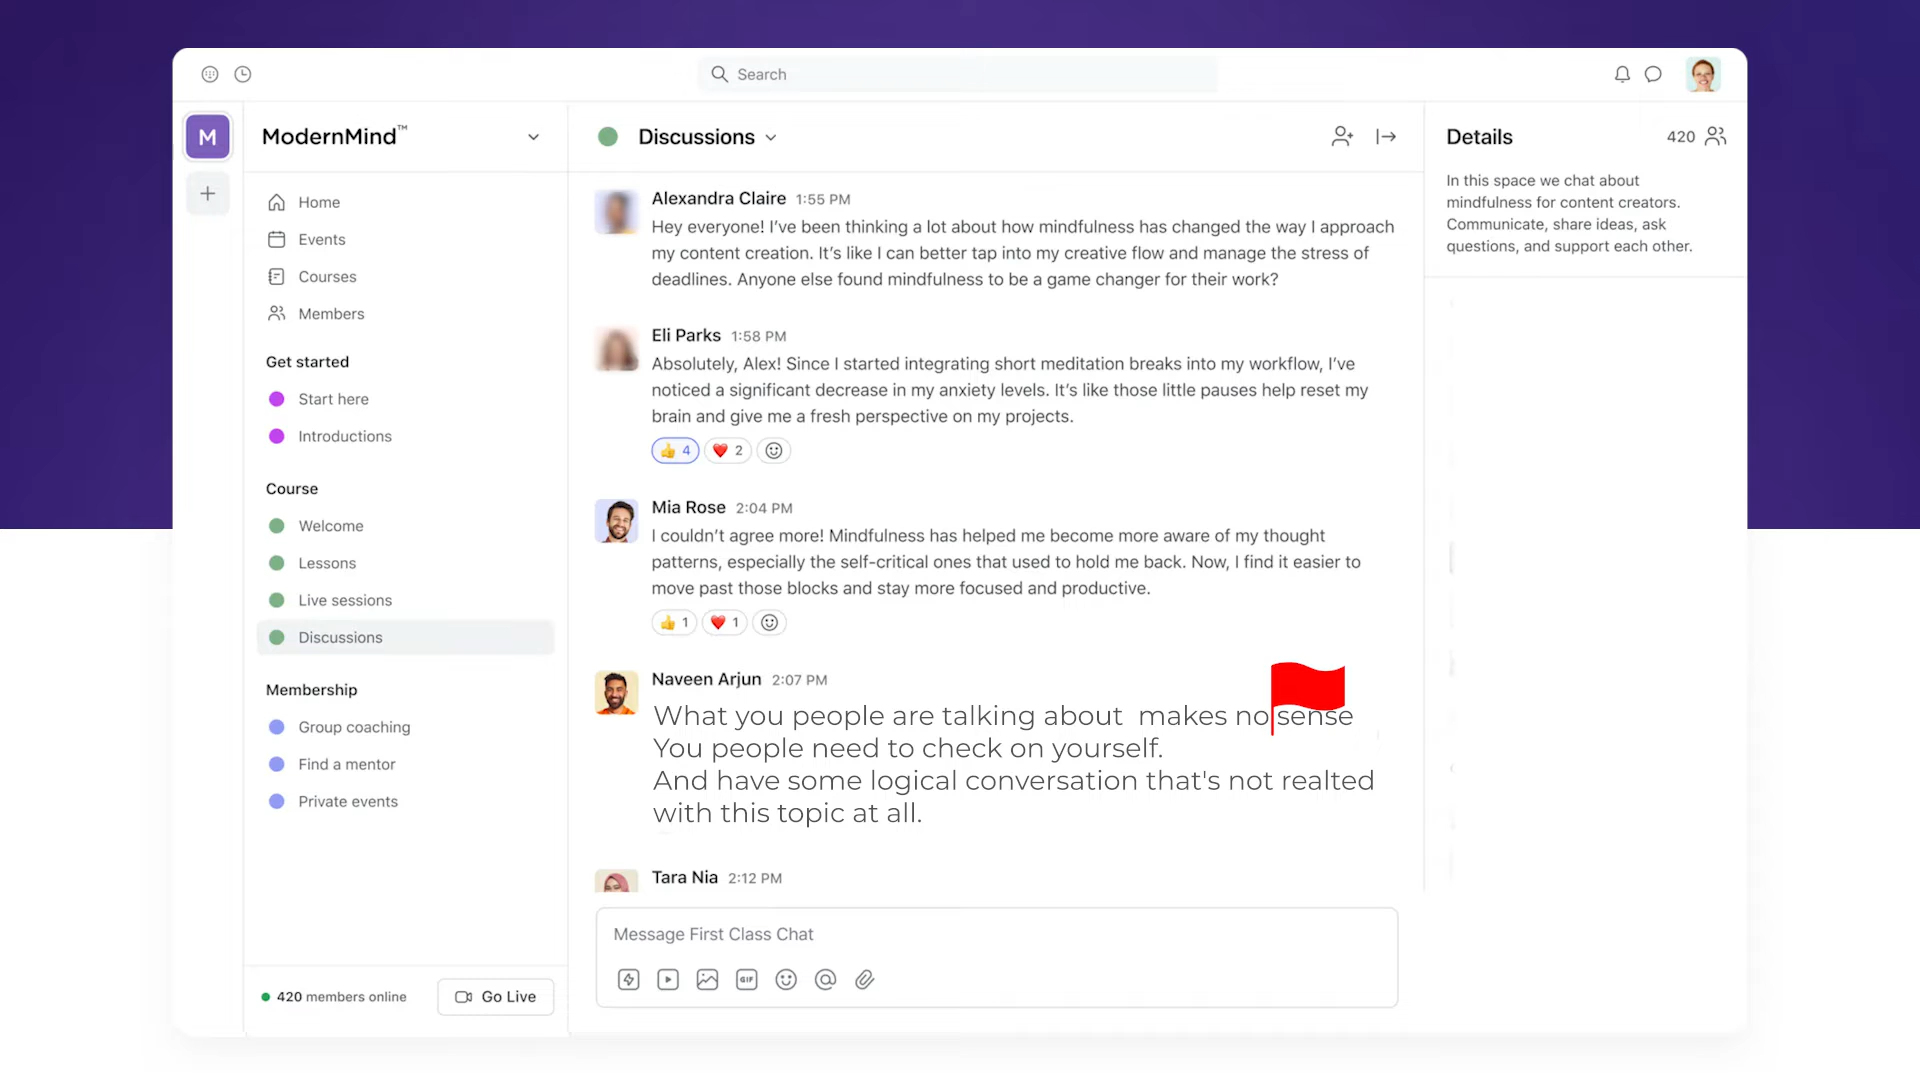 Search
M
ModernMind™
Discussions
Details
420
Home
Events
Courses
Members
Get started
Start here
Introductions
Course
Welcome
Lessons
Live sessions
Discussions
Membership
Group coaching
Find a mentor
Private events
420 members online
Go Live
Alexandra Claire 1:55 PM
Hey everyone! I’ve been thinking a lot about how mindfulness has changed the way I approach
my content creation. It’s like I can better tap into my creative flow and manage the stress of
deadlines. Anyone else found mindfulness to be a game changer for their work?
Eli Parks 1:58 PM
Absolutely, Alex! Since I started integrating short meditation breaks into my workflow, I’ve
noticed a significant decrease in my anxiety levels. It’s like those little pauses help reset my
brain and give me a fresh perspective on my projects.
4 2
Mia Rose 2:04 PM
I couldn’t agree more! Mindfulness has helped me become more aware of my thought
patterns, especially the self-critical ones that used to hold me back. Now, I find it easier to
move past those blocks and stay more focused and productive.
1 1
Naveen Arjun 2:07 PM
What you people are talking about makes no sense
You people need to check on yourself.
And have some logical conversation that's not realted
with this topic at all.
Tara Nia 2:12 PM
Message First Class Chat
GIF
In this space we chat about
mindfulness for content creators.
Communicate, share ideas, ask
questions, and support each other.